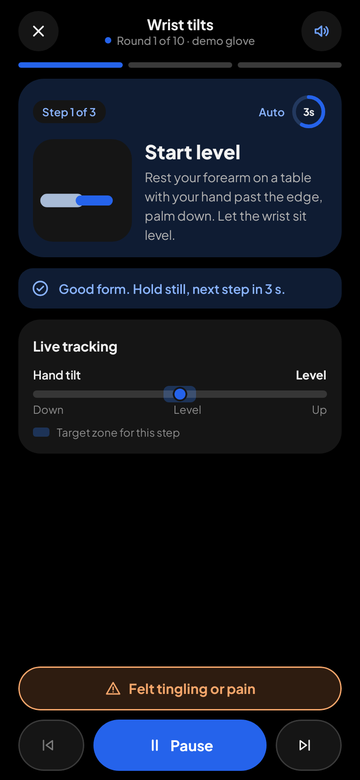 Wrist tilts
Round 1 of 10 · demo glove
Step 1 of 3
Auto
3s
Start level
Rest your forearm on a table
with your hand past the edge,
palm down. Let the wrist sit
level.
Good form. Hold still, next step in 3 s.
Live tracking
Hand tilt
Level
Down
Level
Up
Target zone for this step
Felt tingling or pain
Pause